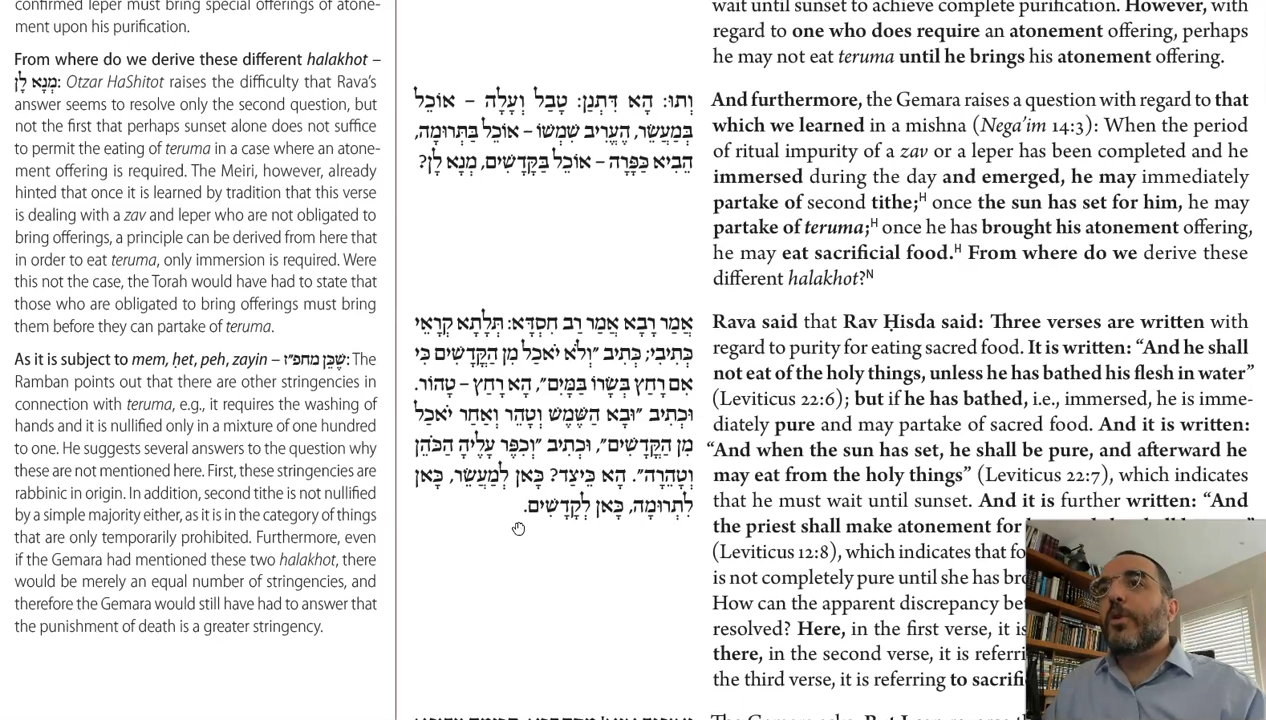 confirmed leper must bring special offerings of atone-
ment upon his purification.
From where do we derive these different halakhot –
מְנָא לַן: Otzar HaShitot raises the difficulty that Rava's
answer seems to resolve only the second question, but
not the first that perhaps sunset alone does not suffice
to permit the eating of teruma in a case where an atone-
ment offering is required. The Meiri, however, already
hinted that once it is learned by tradition that this verse
is dealing with a zav and leper who are not obligated to
bring offerings, a principle can be derived from here that
in order to eat teruma, only immersion is required. Were
this not the case, the Torah would have had to state that
those who are obligated to bring offerings must bring
them before they can partake of teruma.
As it is subject to mem, ḥet, peh, zayin – שֶׁכֵּן מחפ״ז: The
Ramban points out that there are other stringencies in
connection with teruma, e.g., it requires the washing of
hands and it is nullified only in a mixture of one hundred
to one. He suggests several answers to the question why
these are not mentioned here. First, these stringencies are
rabbinic in origin. In addition, second tithe is not nullified
by a simple majority either, as it is in the category of things
that are only temporarily prohibited. Furthermore, even
if the Gemara had mentioned these two halakhot, there
would be merely an equal number of stringencies, and
therefore the Gemara would still have had to answer that
the punishment of death is a greater stringency.
וְתוּ: הָא דִּתְנַן: טָבַל וְעָלָה – אוֹכֵל
בְּמַעֲשֵׂר, הֶעֱרִיב שִׁמְשׁוֹ – אוֹכֵל בַּתְּרוּמָה,
הֵבִיא כַּפָּרָה – אוֹכֵל בַּקֳּדָשִׁים, מְנָא לַן?
אֲמַר רָבָא אֲמַר רַב חִסְדָּא: תְּלָתָא קְרָאֵי
כְּתִיבִי; כְּתִיב ״וְלֹא יֹאכַל מִן הַקֳּדָשִׁים כִּי
אִם רָחַץ בְּשָׂרוֹ בַּמָּיִם״, הָא רָחַץ – טָהוֹר.
וּכְתִיב ״וּבָא הַשֶּׁמֶשׁ וְטָהֵר וְאַחַר יֹאכַל
מִן הַקֳּדָשִׁים״, וּכְתִיב ״וְכִפֶּר עָלֶיהָ הַכֹּהֵן
וְטָהֵרָה״. הָא כֵּיצַד? כָּאן לְמַעֲשֵׂר, כָּאן
לִתְרוּמָה, כָּאן לְקָדָשִׁים.
wait until sunset to achieve complete purification. However, with
regard to one who does require an atonement offering, perhaps
he may not eat teruma until he brings his atonement offering.
And furthermore, the Gemara raises a question with regard to that
which we learned in a mishna (Nega'im 14:3): When the period
of ritual impurity of a zav or a leper has been completed and he
immersed during the day and emerged, he may immediately
partake of second tithe;H once the sun has set for him, he may
partake of teruma;H once he has brought his atonement offering,
he may eat sacrificial food.H From where do we derive these
different halakhot?N
Rava said that Rav Ḥisda said: Three verses are written with
regard to purity for eating sacred food. It is written: “And he shall
not eat of the holy things, unless he has bathed his flesh in water”
(Leviticus 22:6); but if he has bathed, i.e., immersed, he is imme-
diately pure and may partake of sacred food. And it is written:
“And when the sun has set, he shall be pure, and afterward he
may eat from the holy things” (Leviticus 22:7), which indicates
that he must wait until sunset. And it is further written: “And
the priest shall make atonement for
(Leviticus 12:8), which indicates that
is not completely pure until she has
How can the apparent discrepancy
resolved? Here, in the first verse, it is
there, in the second verse, it is
the third verse, it is referring to